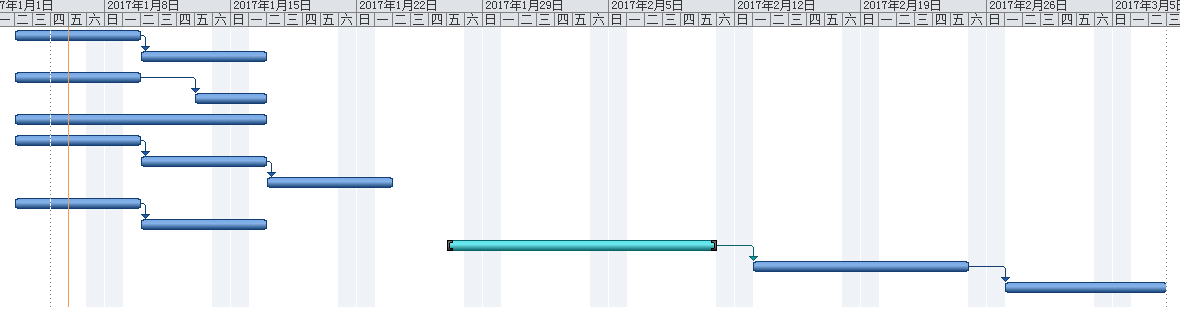 7年1月1日 2017年1月8日 2017年1月15日 2017年1月22日 2017年1月29日 2017年2月5日 2017年2月12日 2017年2月19日 2017年2月26日 2017年3月5日
一 二 三 四 五 六 日 一 二 三 四 五 六 日 一 二 三 四 五 六 日 一 二 三 四 五 六 日 一 二 三 四 五 六 日 一 二 三 四 五 六 日 一 二 三 四 五 六 日 一 二 三 四 五 六 日 一 二 三 四 五 六 日 一 二 三